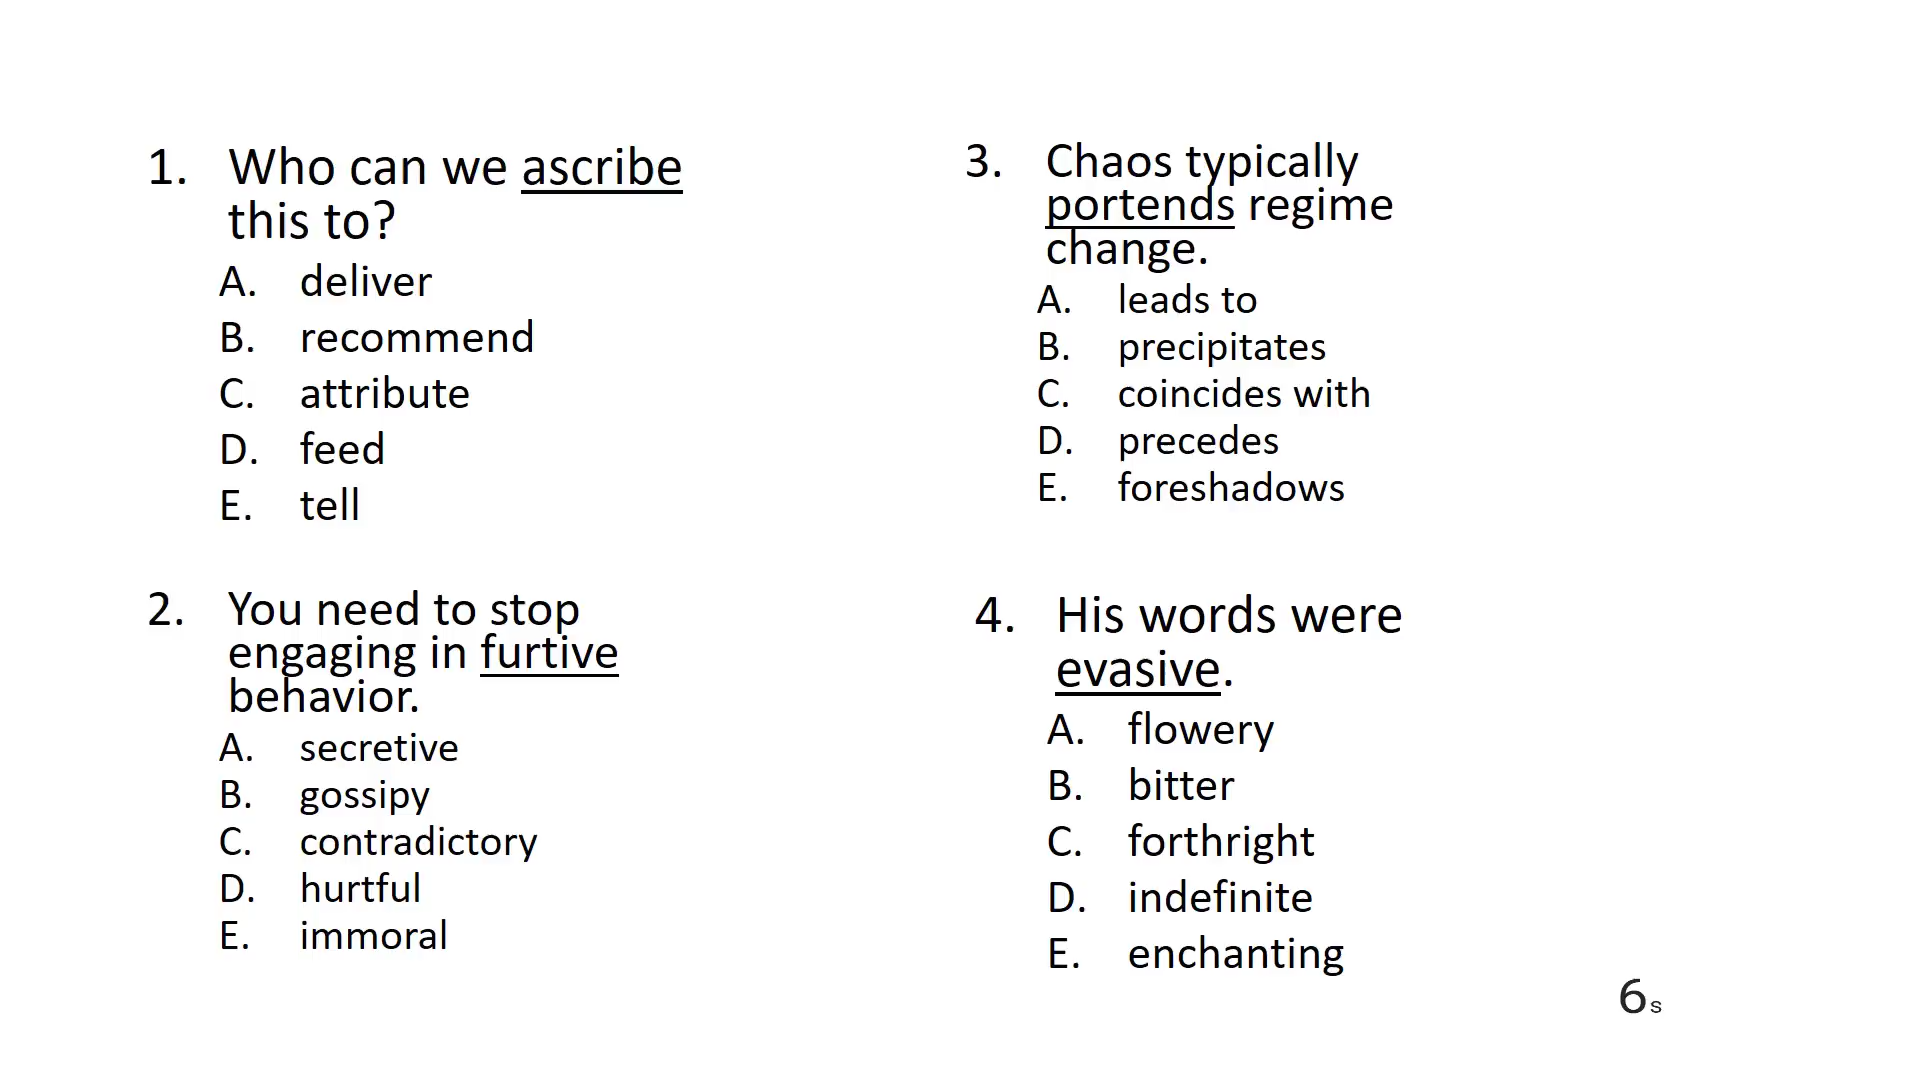 1. Who can we ascribe
this to?
A. deliver
B. recommend
C. attribute
D. feed
E. tell
2. You need to stop
engaging in furtive
behavior.
A. secretive
B. gossipy
C. contradictory
D. hurtful
E. immoral
3. Chaos typically
portends regime
change.
A. leads to
B. precipitates
C. coincides with
D. precedes
E. foreshadows
4. His words were
evasive.
A. flowery
B. bitter
C. forthright
D. indefinite
E. enchanting
6s